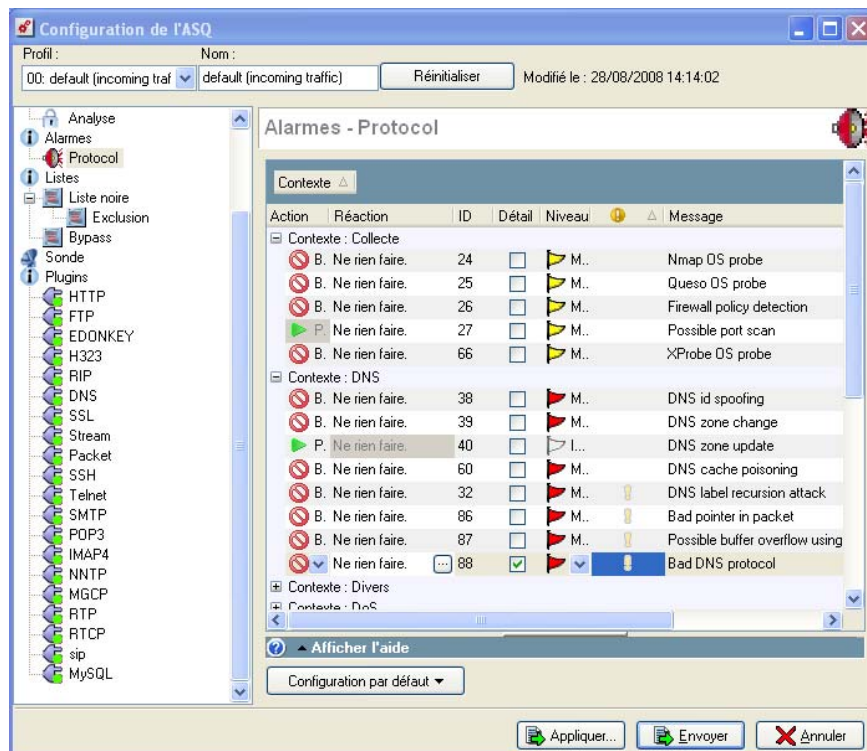 Configuration de l'ASQ
Profil : Nom :
00: default (incoming traf default (incoming traffic) Réinitialiser Modifié le : 28/08/2008 14:14:02
Analyse
Alarmes
Protocol
Listes
Liste noire
Exclusion
Bypass
Sonde
Plugins
HTTP
FTP
EDONKEY
H323
RIP
DNS
SSL
Stream
Packet
SSH
Telnet
SMTP
POP3
IMAP4
NNTP
MGCP
RTP
RTCP
sip
MySQL
Alarmes - Protocol
Contexte
Action Réaction ID Détail Niveau Message
Contexte : Collecte
B. Ne rien faire. 24 M.. Nmap OS probe
B. Ne rien faire. 25 M.. Queso OS probe
B. Ne rien faire. 26 M.. Firewall policy detection
P. Ne rien faire. 27 M.. Possible port scan
B. Ne rien faire. 66 M.. XProbe OS probe
Contexte : DNS
B. Ne rien faire. 38 M.. DNS id spoofing
B. Ne rien faire. 39 M.. DNS zone change
P. Ne rien faire. 40 I... DNS zone update
B. Ne rien faire. 60 M.. DNS cache poisoning
B. Ne rien faire. 32 M.. DNS label recursion attack
B. Ne rien faire. 86 M.. Bad pointer in packet
B. Ne rien faire. 87 M.. Possible buffer overflow using
Ne rien faire. ... 88 Bad DNS protocol
Contexte : Divers
Contexte : DoS
Afficher l'aide
Configuration par défaut
Appliquer... Envoyer Annuler